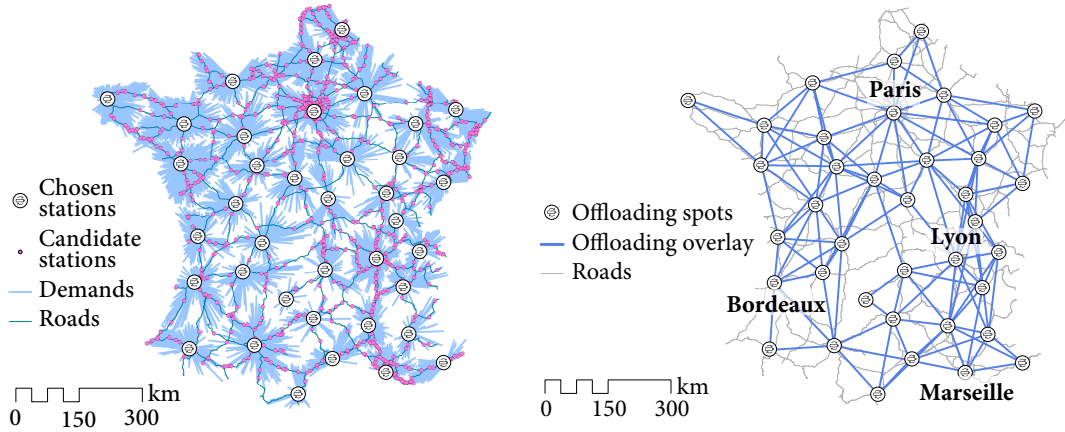 Chosen
stations
Candidate
stations
Demands
Roads
km
0 150 300
Paris
Lyon
Bordeaux
Marseille
Offloading spots
Offloading overlay
Roads
km
0 150 300